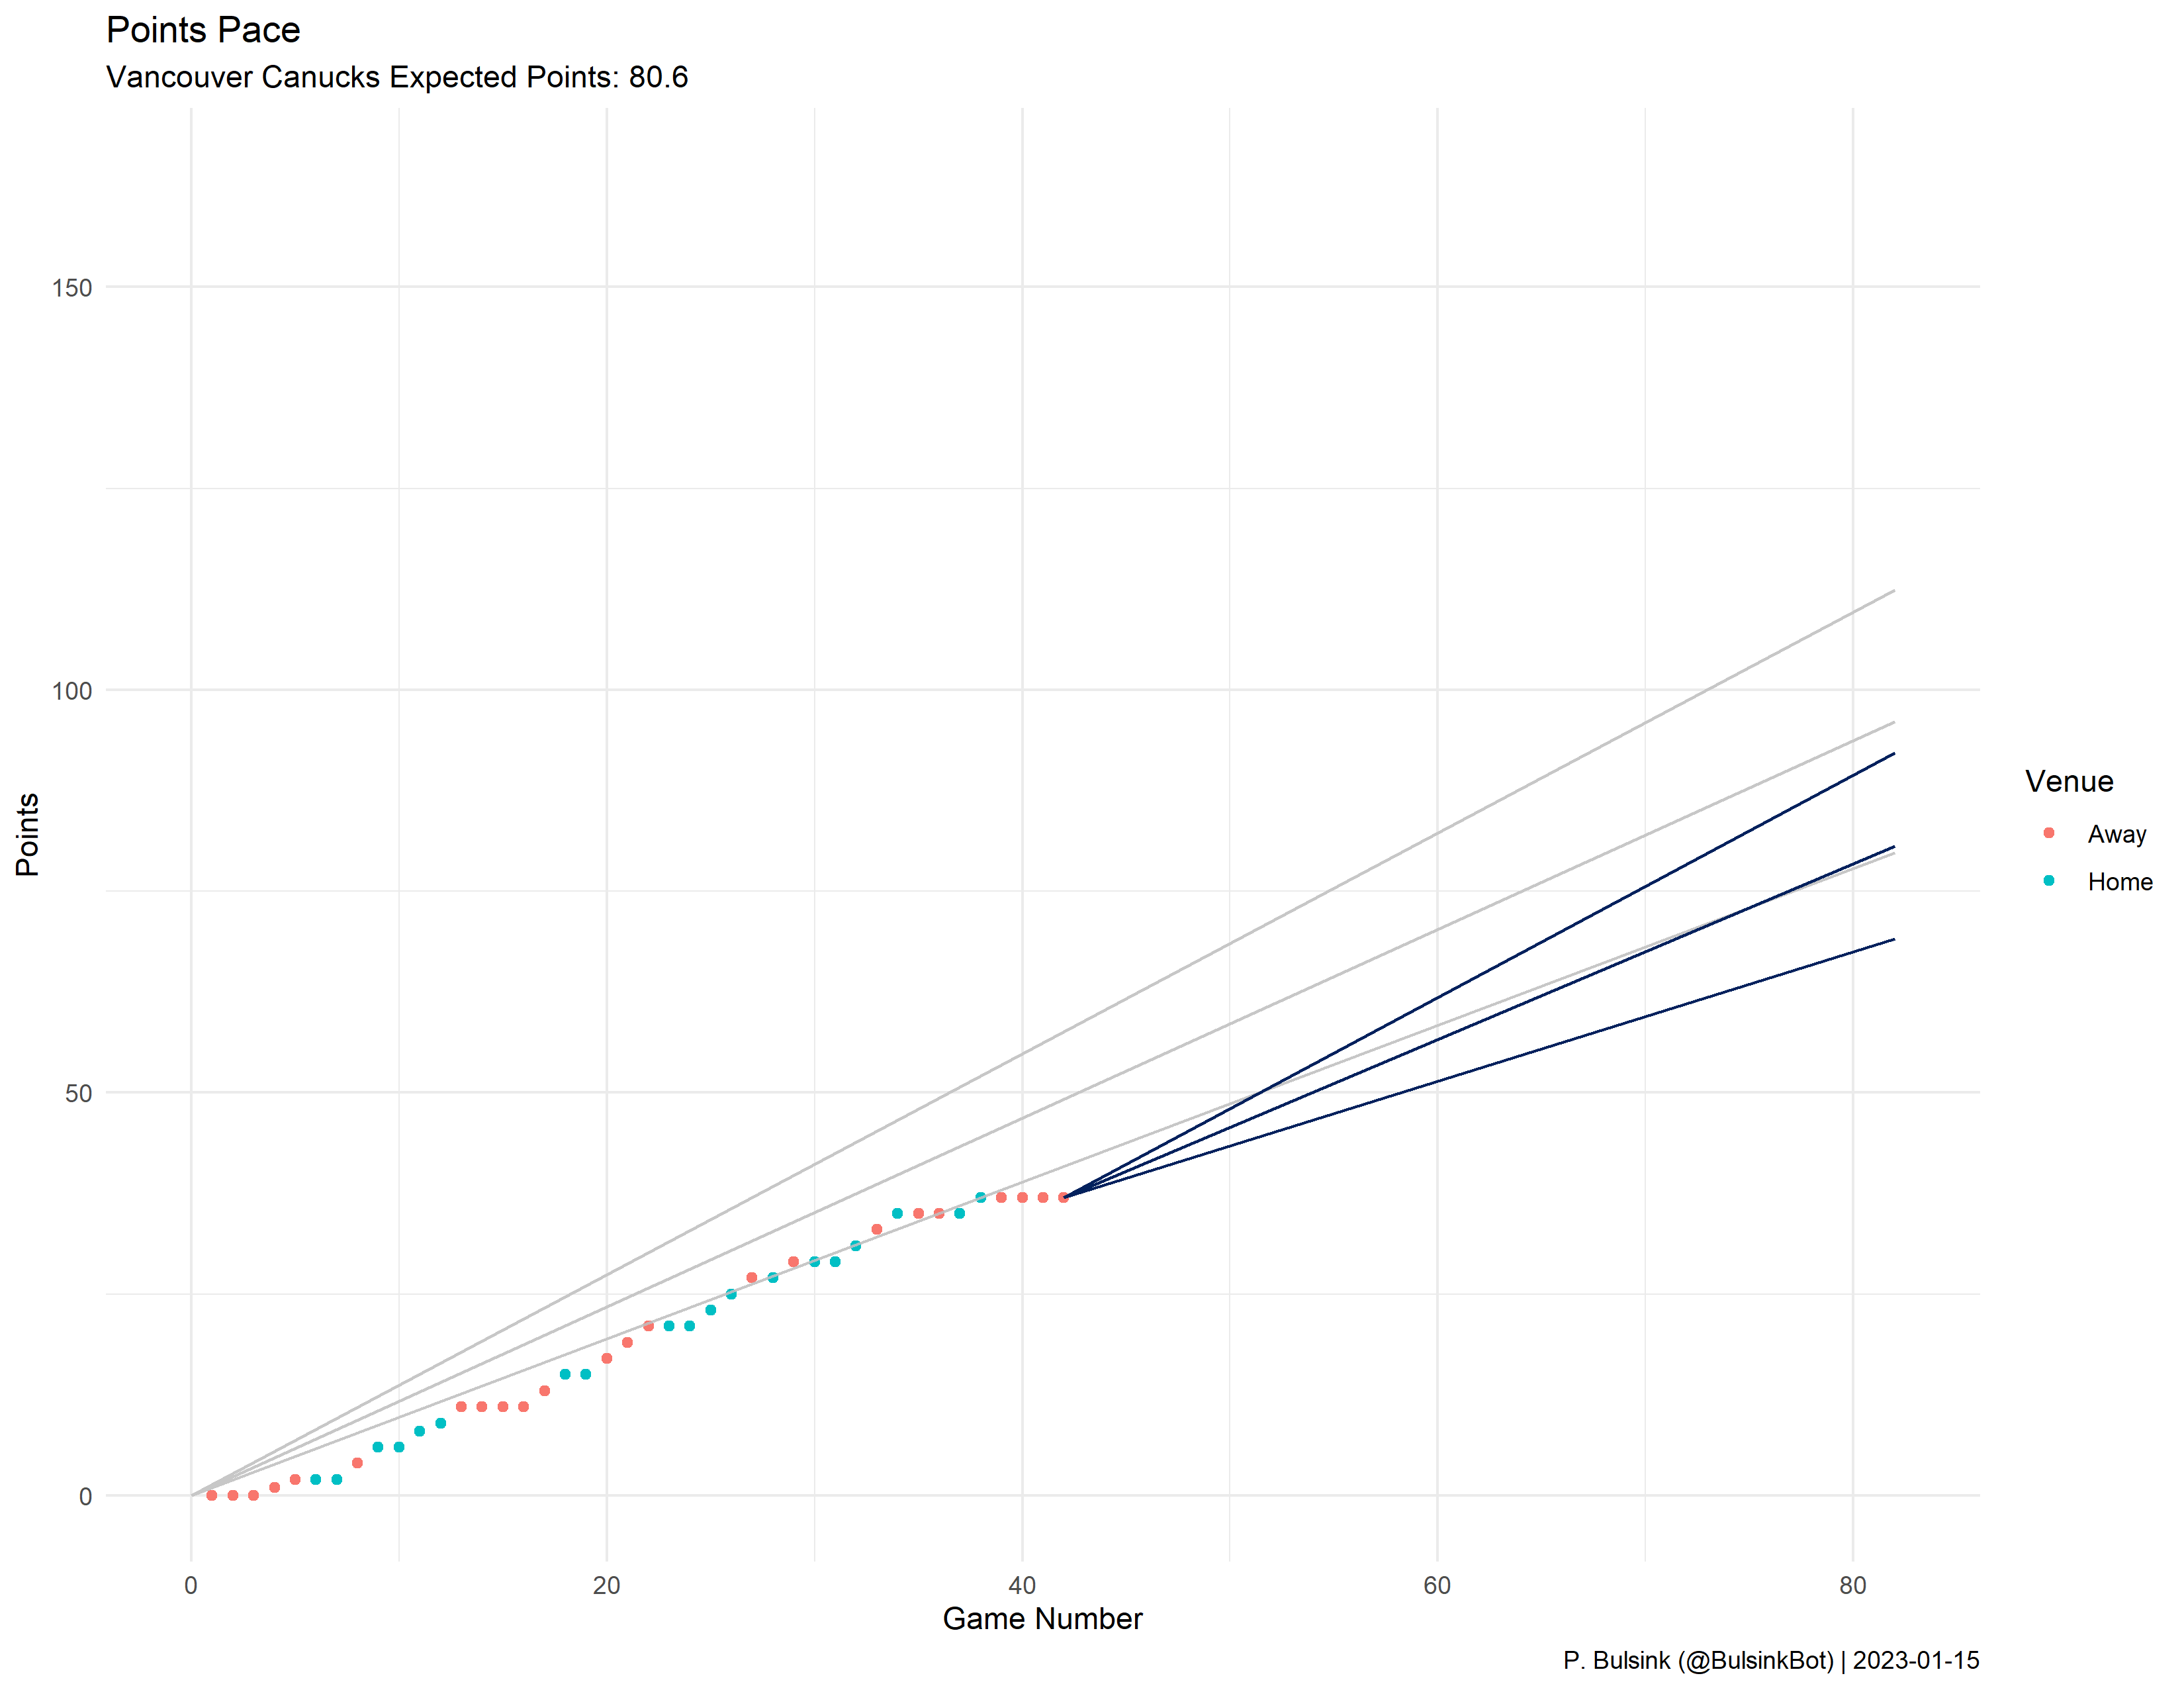 Points Pace
Vancouver Canucks Expected Points: 80.6
150
100
50
0
Points
0 20 40 60 80
Game Number
Venue
Away
Home
P. Bulsink (@BulsinkBot) | 2023-01-15